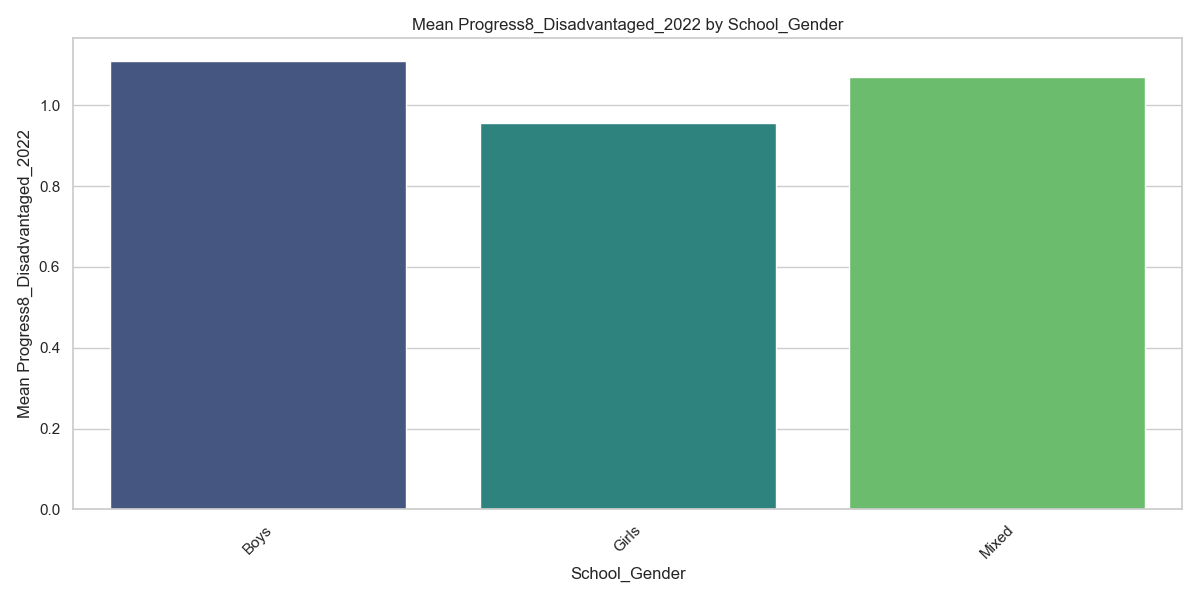 Mean Progress8_Disadvantaged_2022 by School_Gender
Mean Progress8_Disadvantaged_2022
1.0
0.8
0.6
0.4
0.2
0.0
Boys
Girls
Mixed
School_Gender